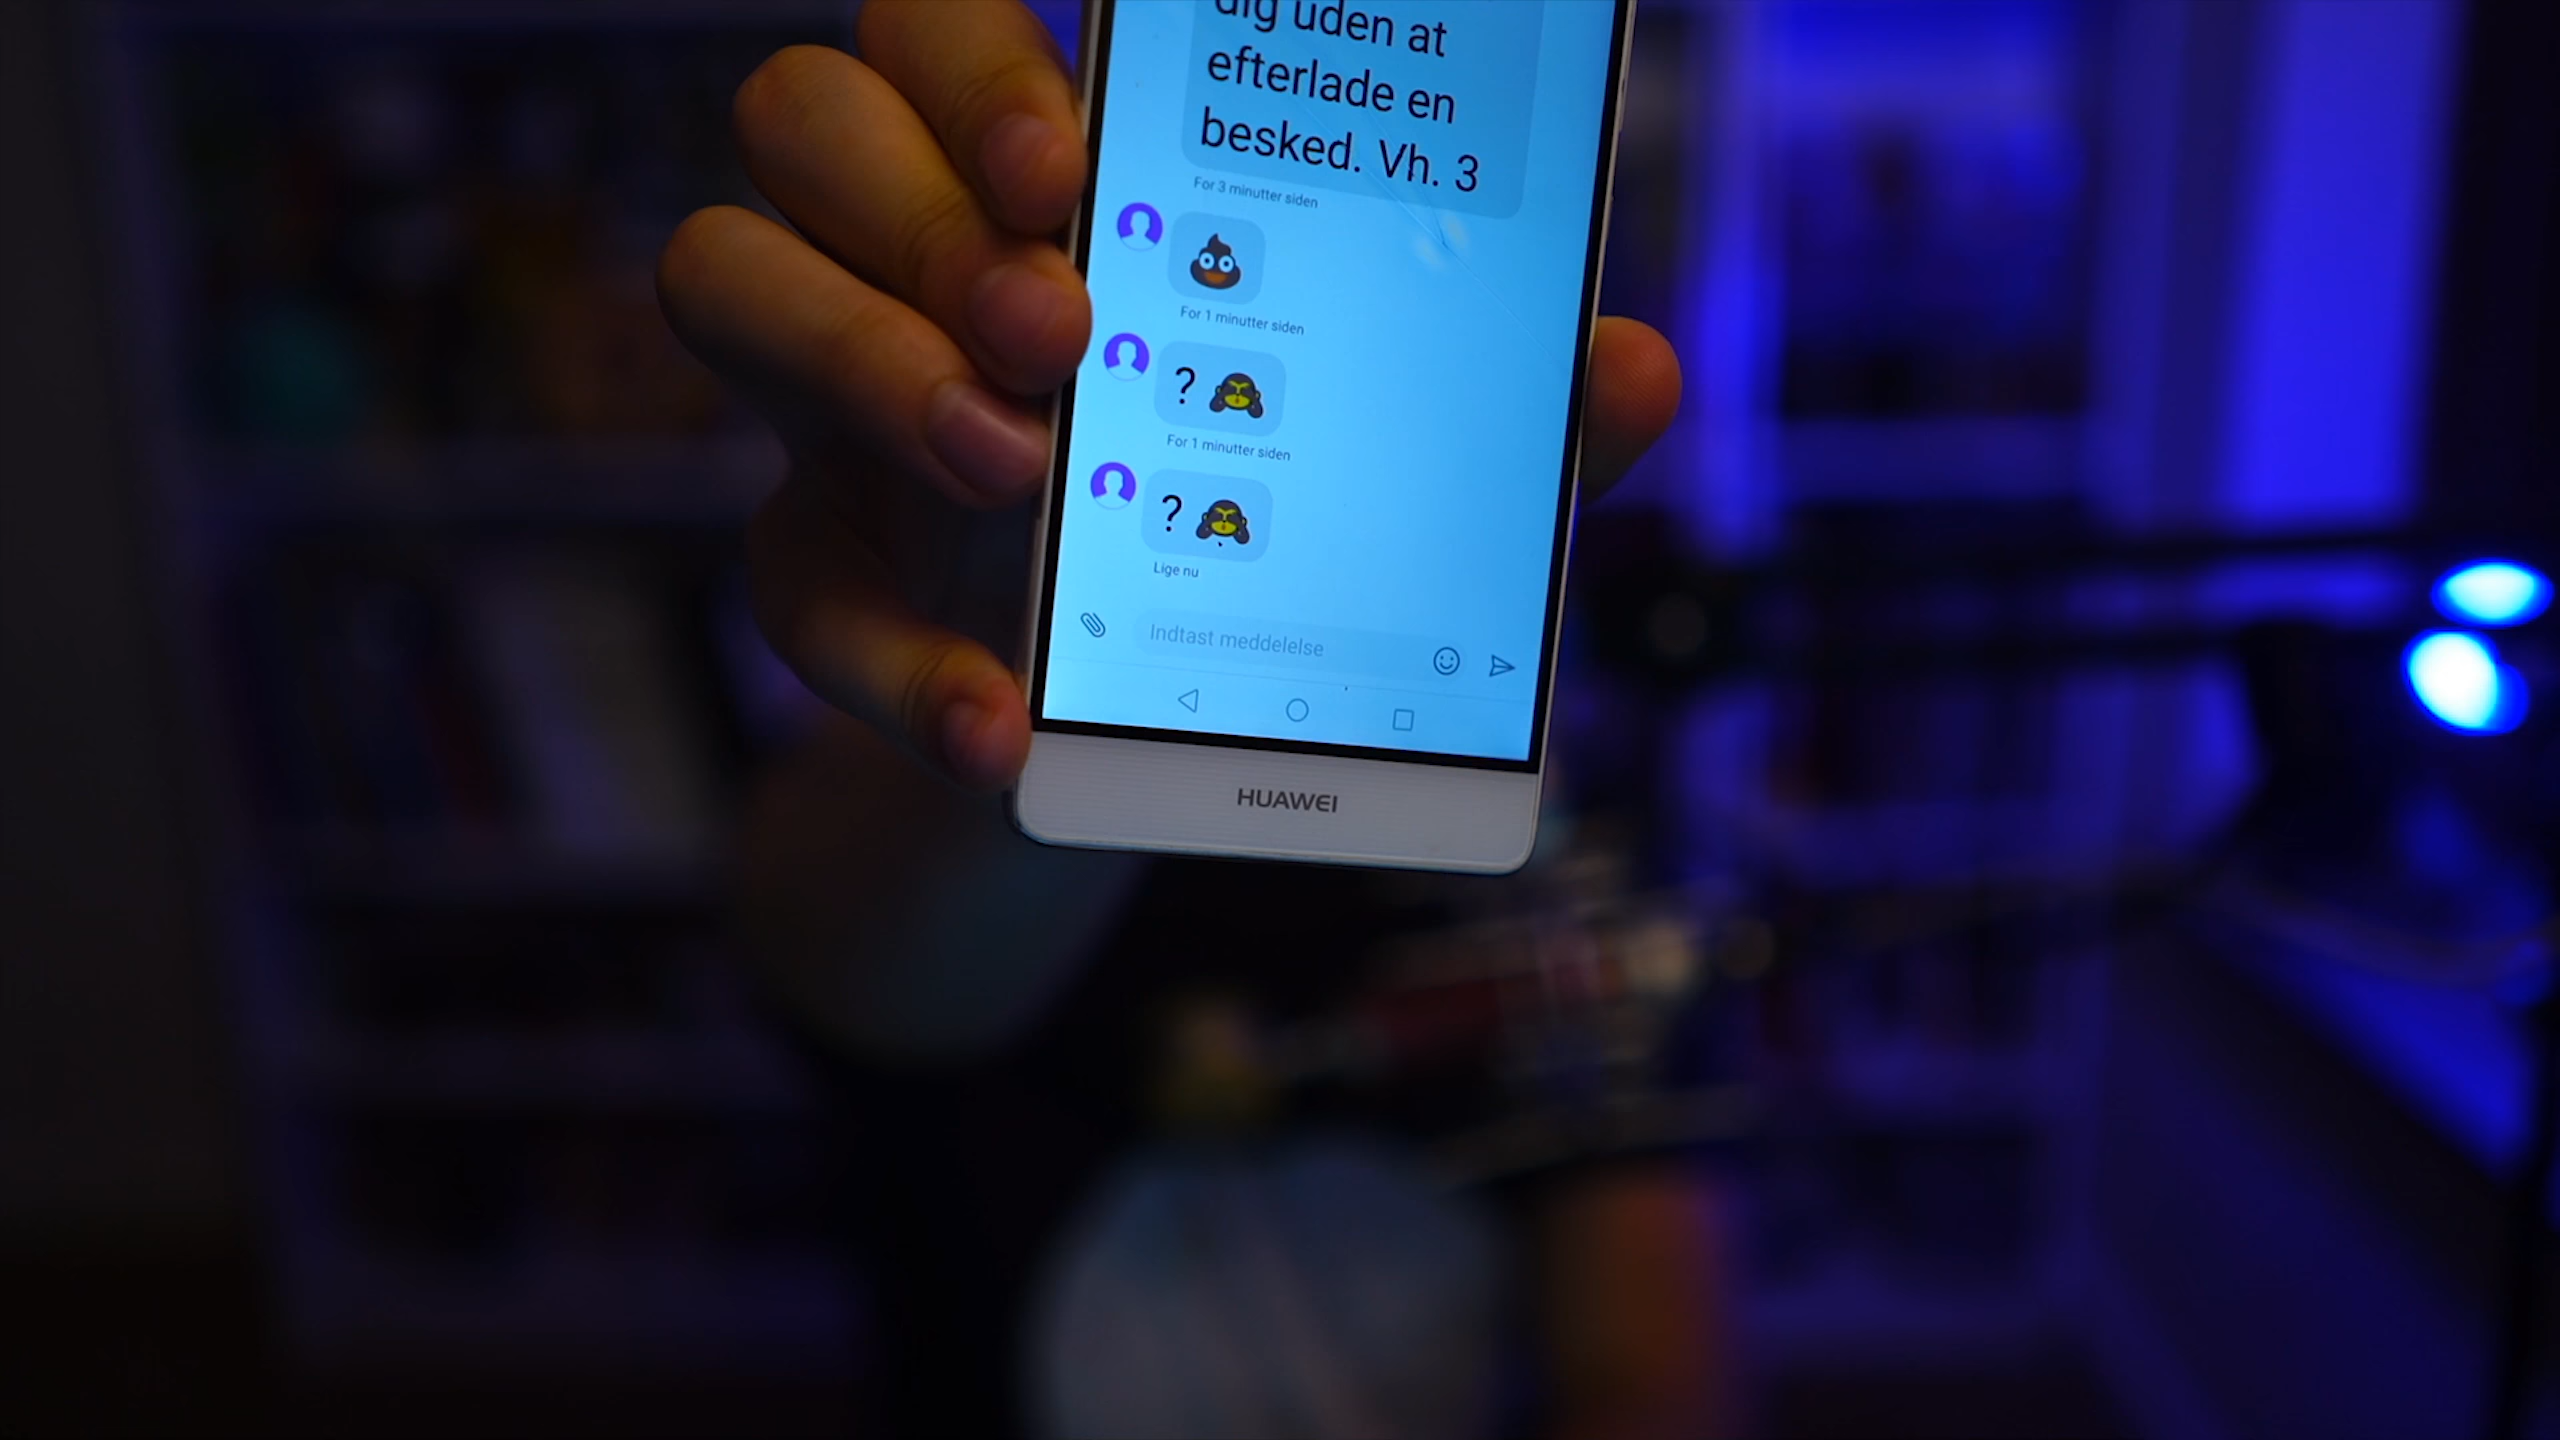 dig uden at
efterlade en
besked. Vh. 3
For 3 minutter siden
💩
For 1 minutter siden
? 🙈
For 1 minutter siden
? 🙈
Lige nu
Indtast meddelelse
HUAWEI